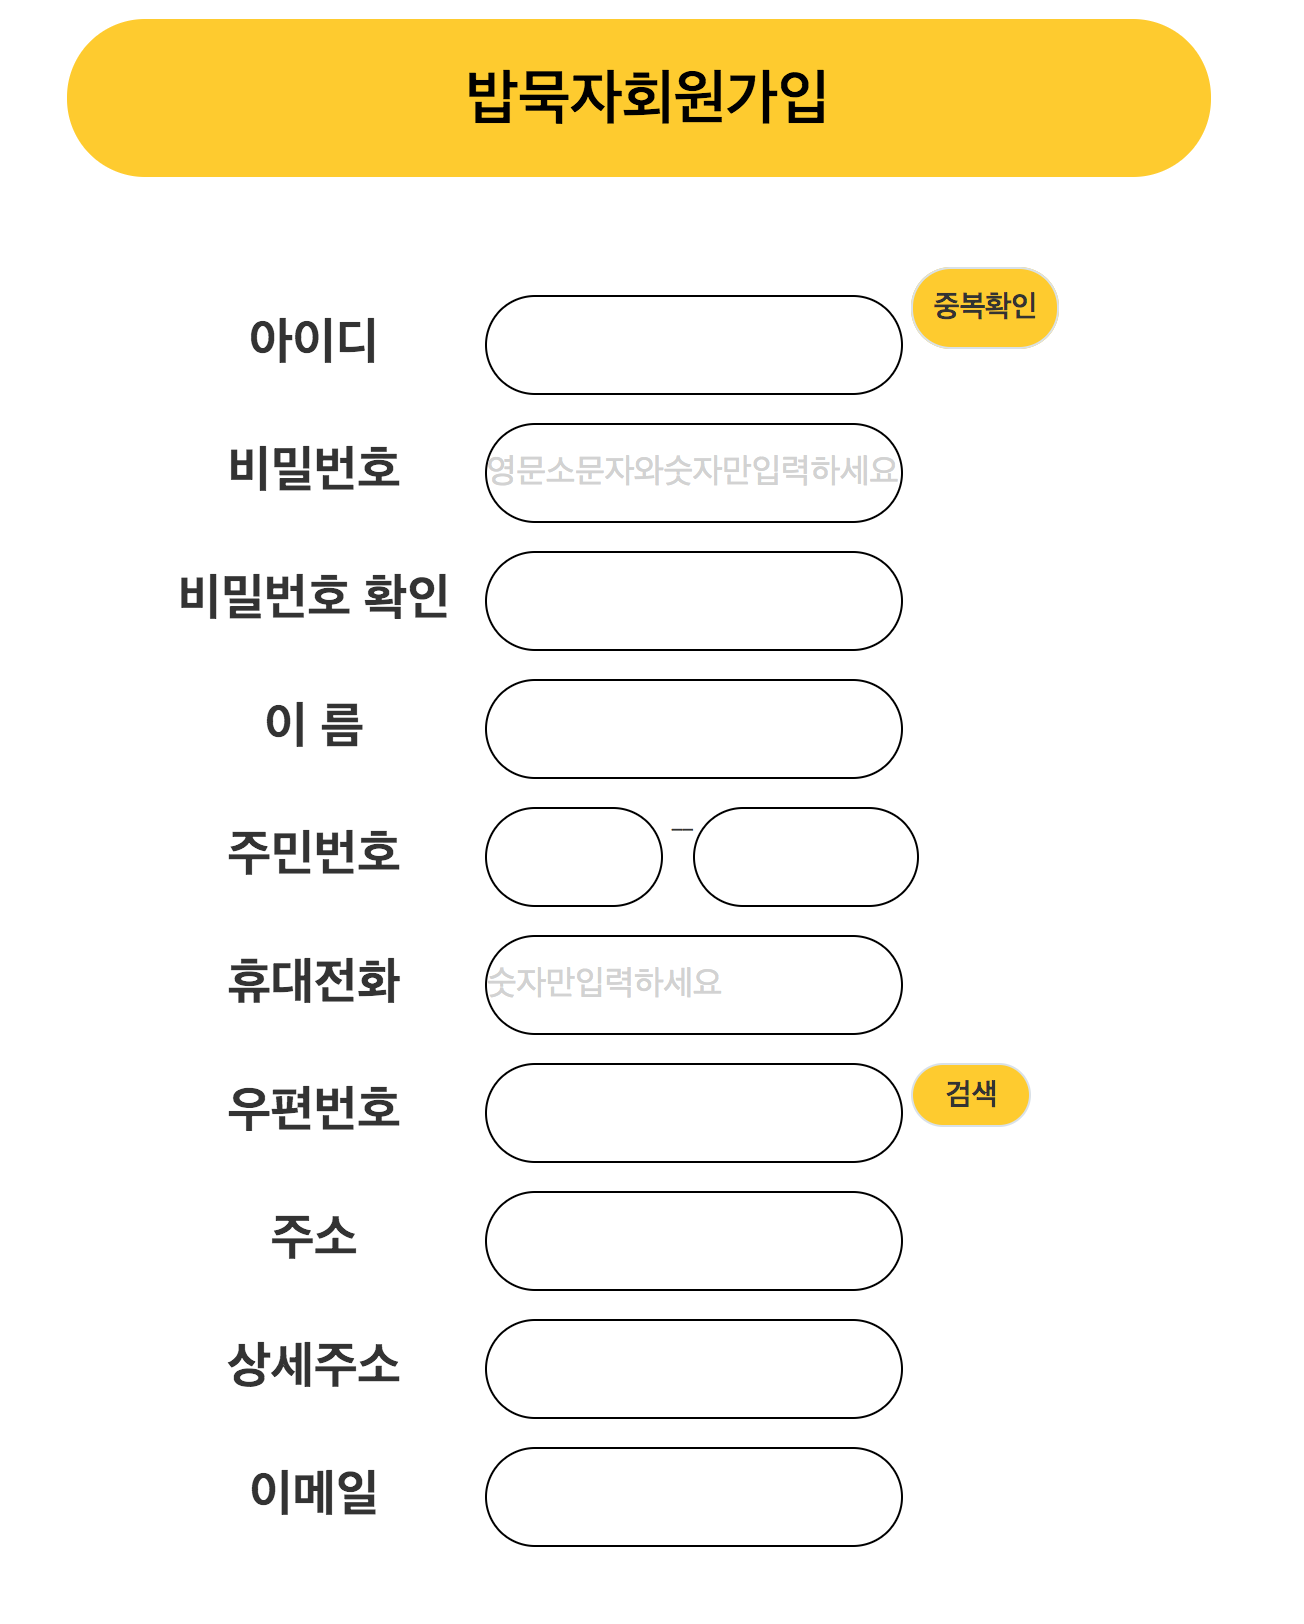 밥묵자회원가입
아이디
중복확인
비밀번호
영문소문자와숫자만입력하세요
비밀번호 확인
이 름
주민번호
—
휴대전화
숫자만입력하세요
우편번호
검색
주소
상세주소
이메일